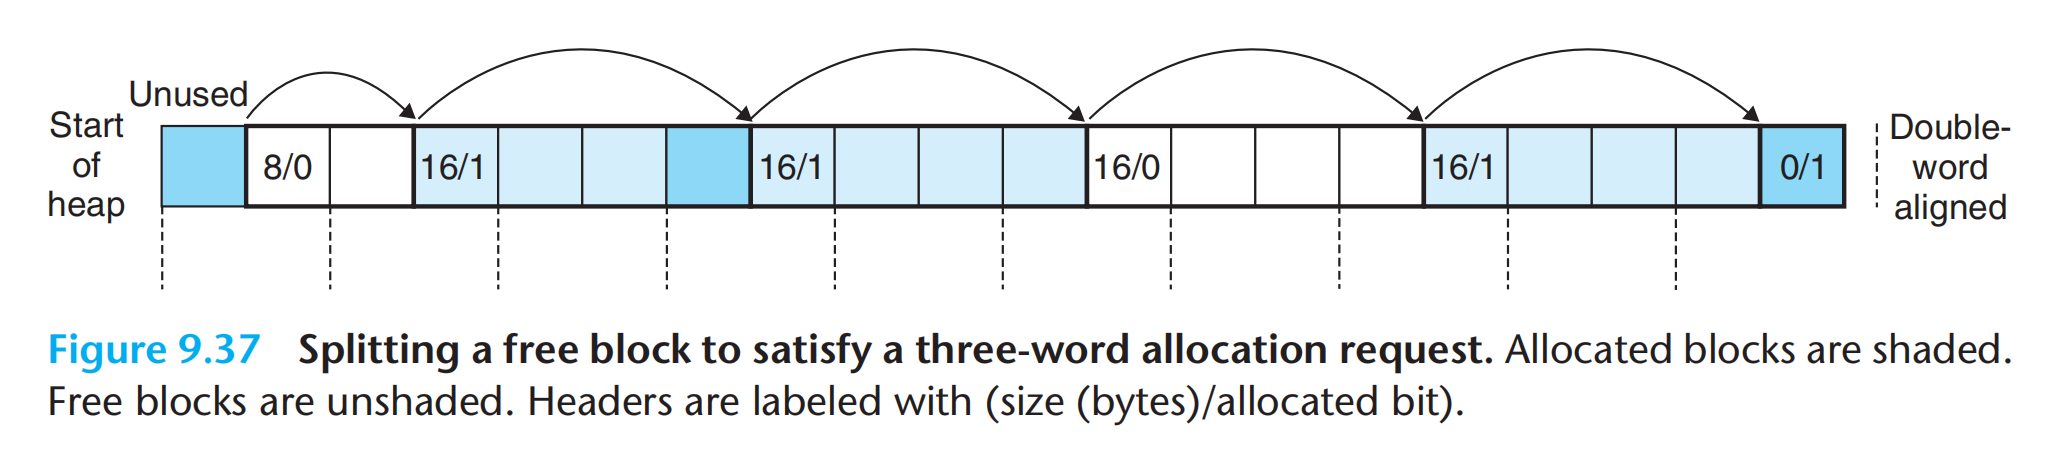 Unused
Start
of
heap
8/0
16/1
16/1
16/0
16/1
0/1
Double-
word
aligned
Figure 9.37 Splitting a free block to satisfy a three-word allocation request. Allocated blocks are shaded.
Free blocks are unshaded. Headers are labeled with (size (bytes)/allocated bit).